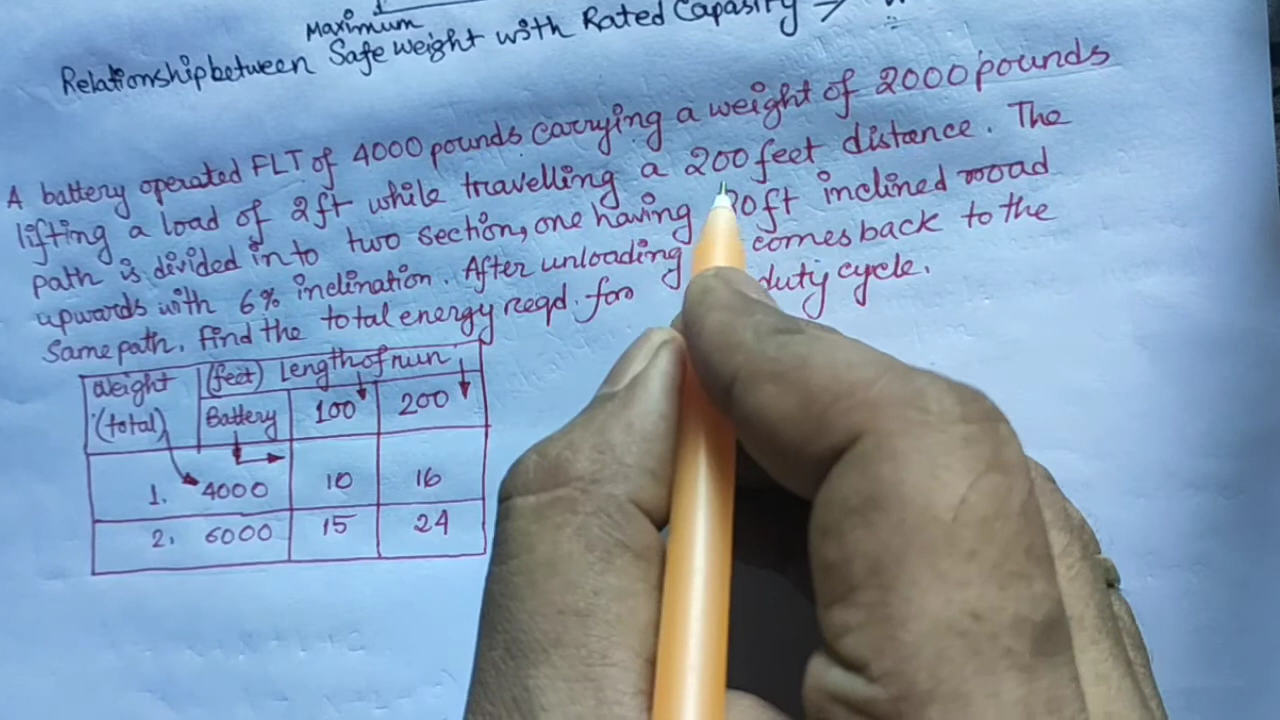 Maximum
Relationship between Safe weight with Rated Capasity →
A battery operated FLT of 4000 pounds carrying a weight of 2000 pounds
lifting a load of 2ft while travelling a 200 feet distance. The
path is divided into two section, one having 0ft inclined road
upwards with 6% inclination. After unloading comes back to the
same path. Find the total energy reqd. for duty cycle.
Weight (feet) Length of run
(total) Battery 100 200
1. 4000 10 16
2. 6000 15 24